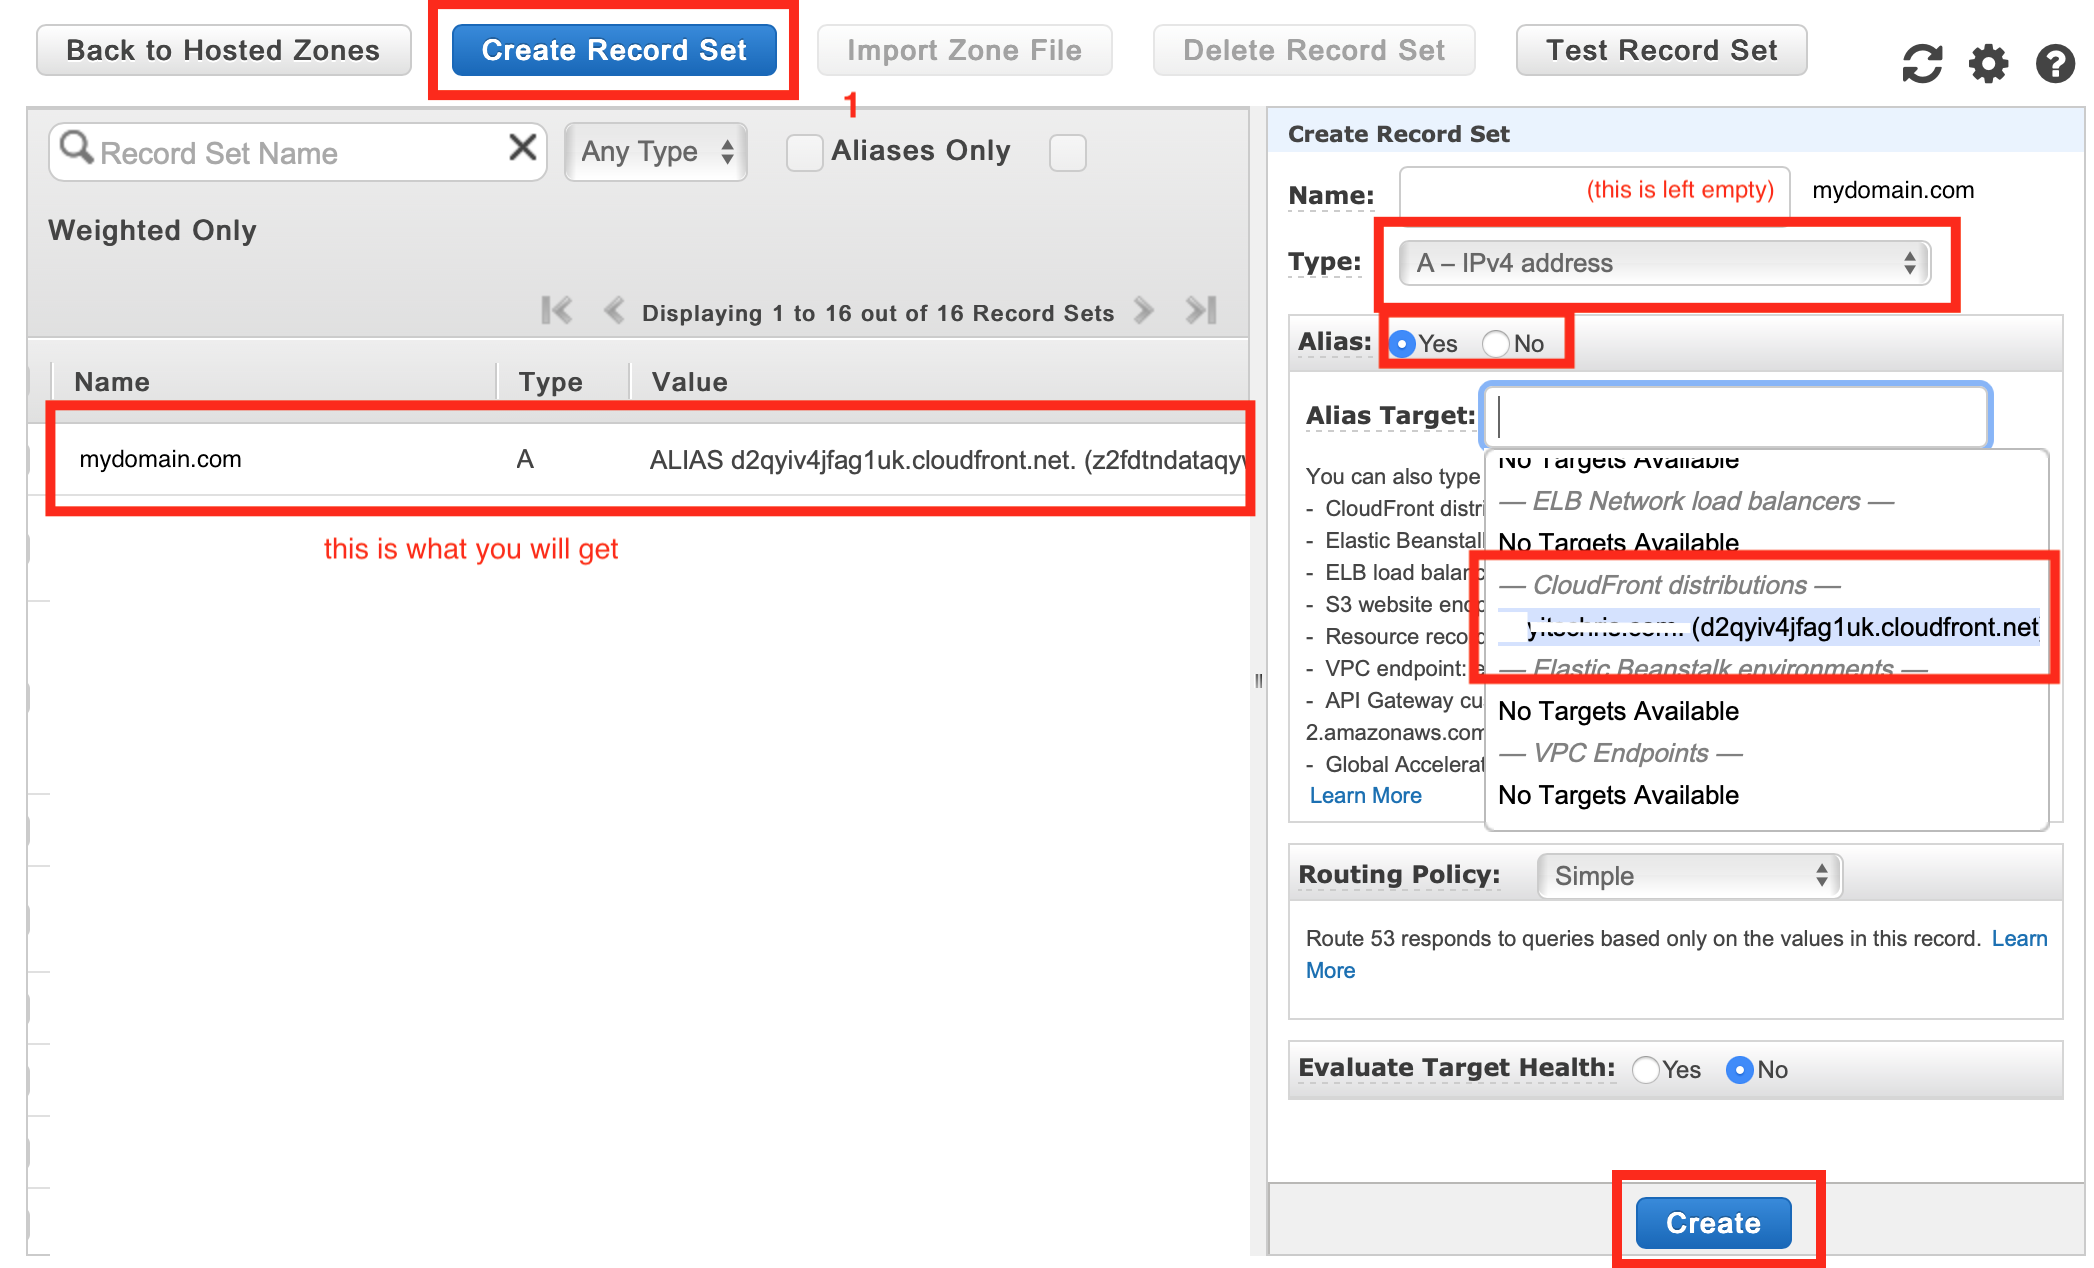 Back to Hosted Zones
Create Record Set
Import Zone File
Delete Record Set
Test Record Set
1
Record Set Name
Any Type
Aliases Only
Weighted Only
Displaying 1 to 16 out of 16 Record Sets
Name Type Value
mydomain.com A ALIAS d2qyiv4jfag1uk.cloudfront.net. (z2fdtndataqyw
this is what you will get
Create Record Set
Name: (this is left empty) mydomain.com
Type: A – IPv4 address
Alias: Yes No
Alias Target:
You can also type
- CloudFront distri
- Elastic Beanstal
- ELB load balanc
- S3 website endp
- Resource record
- VPC endpoint: e
- API Gateway cu
2.amazonaws.com
- Global Accelerat
Learn More
No Targets Available
— ELB Network load balancers —
No Targets Available
— CloudFront distributions —
(d2qyiv4jfag1uk.cloudfront.net
— Elastic Beanstalk environments —
No Targets Available
— VPC Endpoints —
No Targets Available
Routing Policy: Simple
Route 53 responds to queries based only on the values in this record. Learn
More
Evaluate Target Health: Yes No
Create